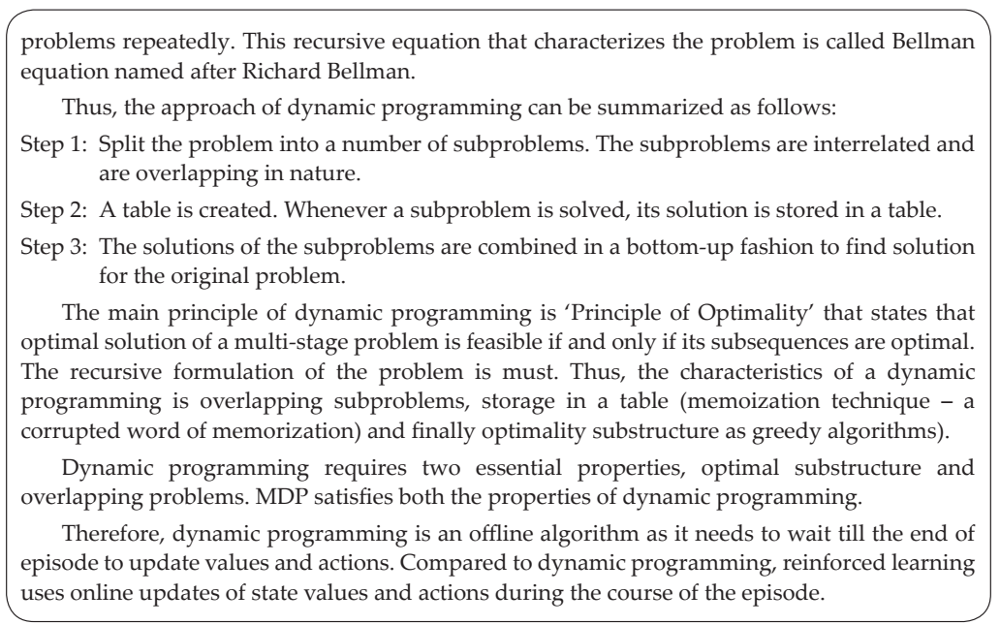 problems repeatedly. This recursive equation that characterizes the problem is called Bellman
equation named after Richard Bellman.
Thus, the approach of dynamic programming can be summarized as follows:
Step 1: Split the problem into a number of subproblems. The subproblems are interrelated and
are overlapping in nature.
Step 2: A table is created. Whenever a subproblem is solved, its solution is stored in a table.
Step 3: The solutions of the subproblems are combined in a bottom-up fashion to find solution
for the original problem.
The main principle of dynamic programming is ‘Principle of Optimality’ that states that
optimal solution of a multi-stage problem is feasible if and only if its subsequences are optimal.
The recursive formulation of the problem is must. Thus, the characteristics of a dynamic
programming is overlapping subproblems, storage in a table (memoization technique – a
corrupted word of memorization) and finally optimality substructure as greedy algorithms).
Dynamic programming requires two essential properties, optimal substructure and
overlapping problems. MDP satisfies both the properties of dynamic programming.
Therefore, dynamic programming is an offline algorithm as it needs to wait till the end of
episode to update values and actions. Compared to dynamic programming, reinforced learning
uses online updates of state values and actions during the course of the episode.